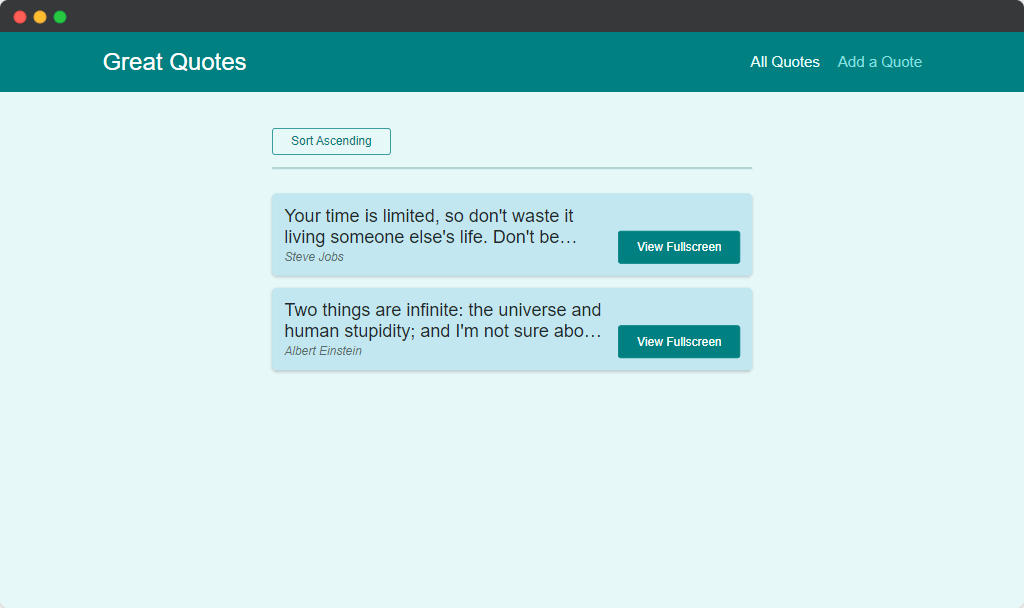 Great Quotes
All Quotes
Add a Quote
Sort Ascending
Your time is limited, so don't waste it
living someone else's life. Don't be…
Steve Jobs
View Fullscreen
Two things are infinite: the universe and
human stupidity; and I'm not sure abo…
Albert Einstein
View Fullscreen